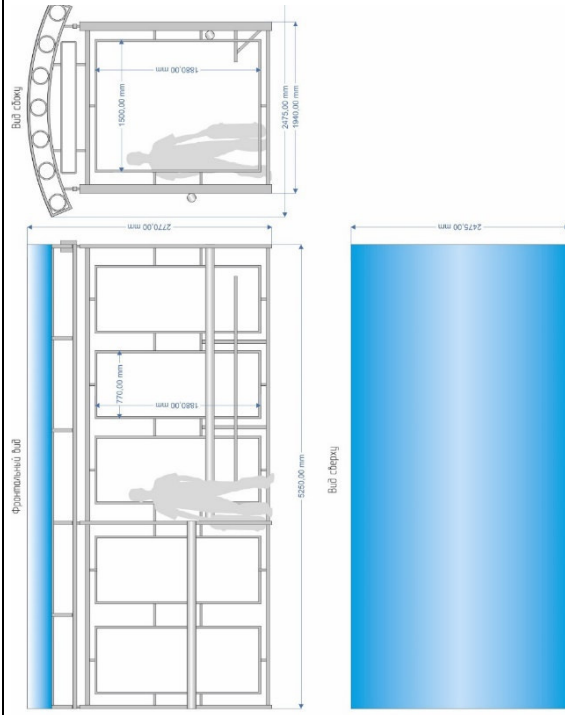 Вид сбоку
1880,00 mm
1500,00 mm
2475,00 mm
1940,00 mm
Фронтальный вид
2770,00 mm
770,00 mm
1880,00 mm
5250,00 mm
Вид сверху
2475,00 mm